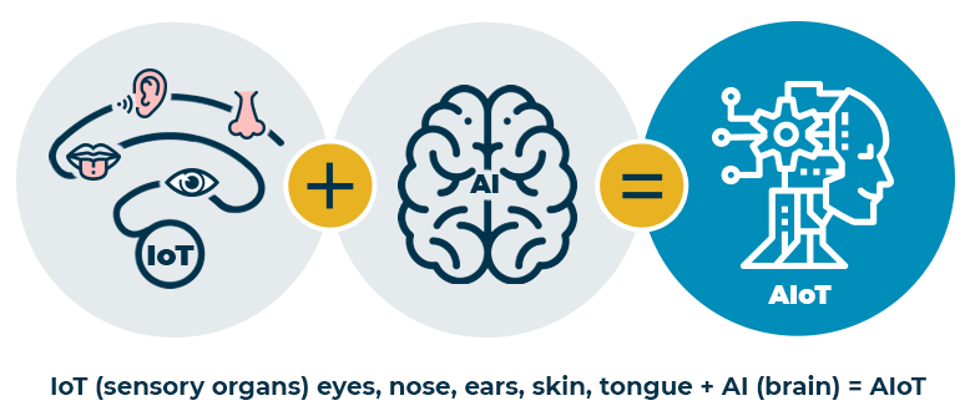 IoT
+
AI
=
AIoT
IoT (sensory organs) eyes, nose, ears, skin, tongue + AI (brain) = AIoT